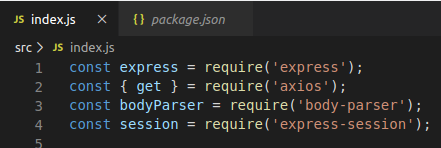 JS index.js × { } package.json
src > JS index.js
1 const express = require('express');
2 const { get } = require('axios');
3 const bodyParser = require('body-parser');
4 const session = require('express-session');
5